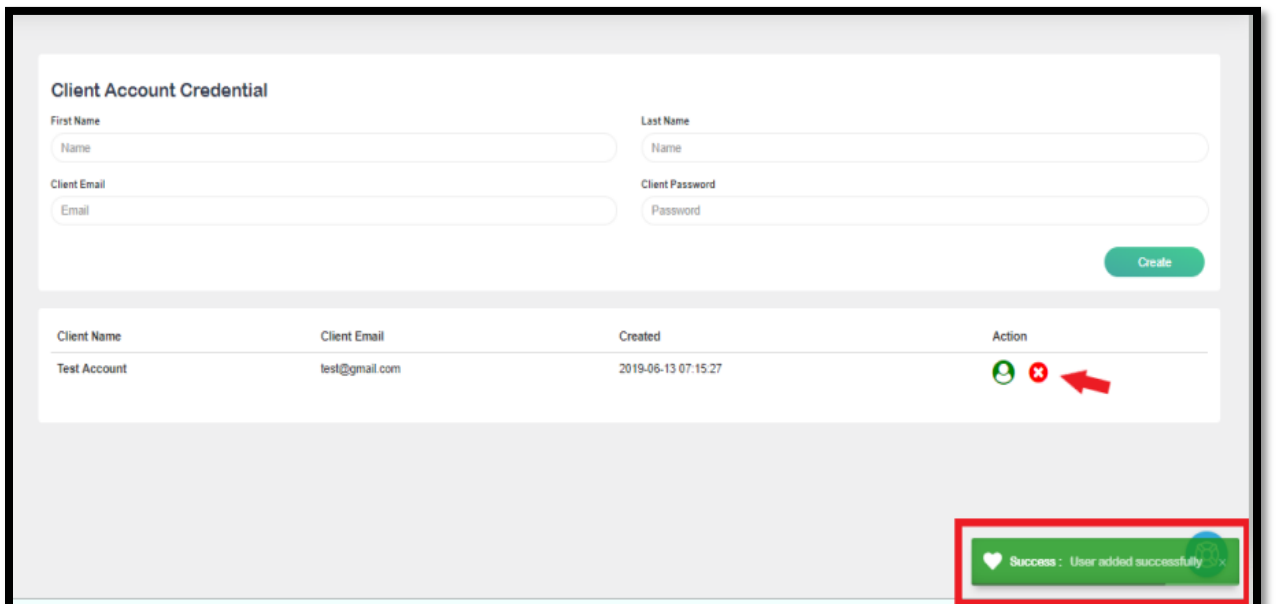 Client Account Credential
First Name Last Name
Name Name
Client Email Client Password
Email Password
Create
Client Name Client Email Created Action
Test Account test@gmail.com 2019-06-13 07:15:27
Success : User added successfully ×